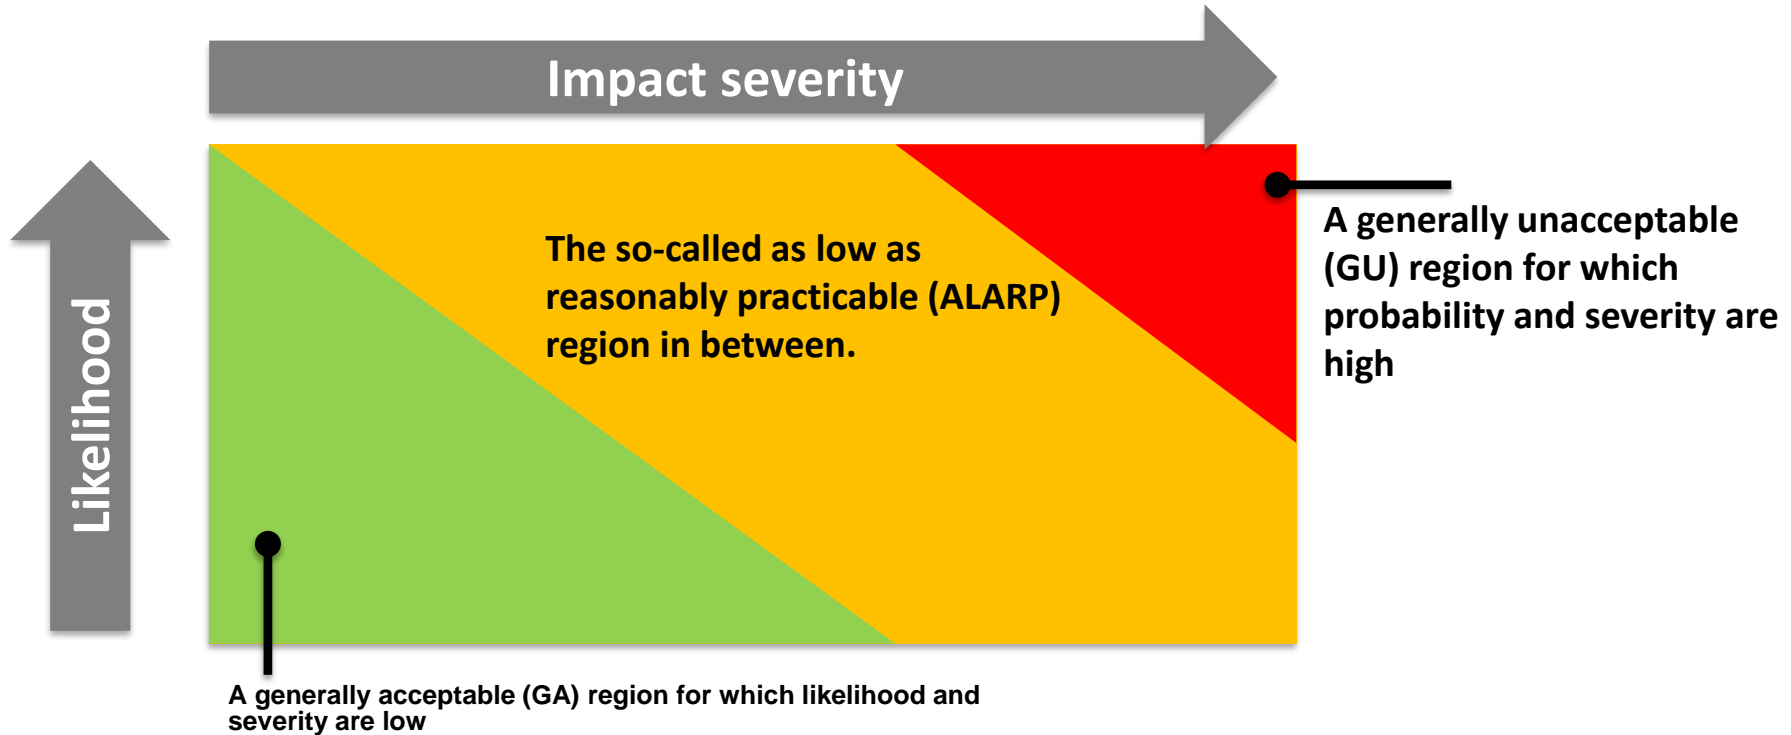 Impact severity
Likelihood
The so-called as low as
reasonably practicable (ALARP)
region in between.
A generally unacceptable
(GU) region for which
probability and severity are
high
A generally acceptable (GA) region for which likelihood and
severity are low